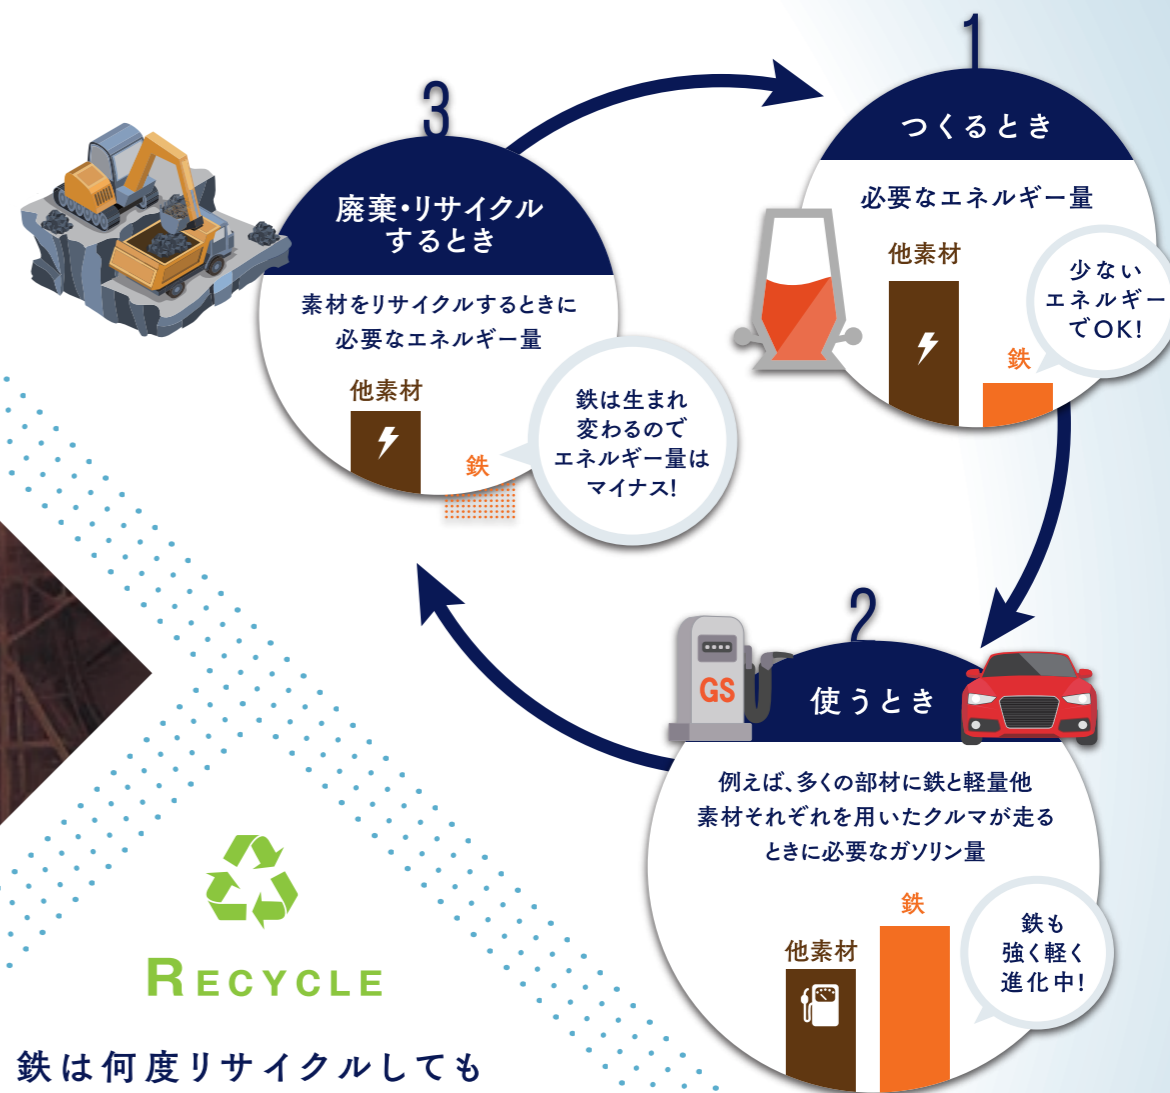 1
つくるとき
必要なエネルギー量
他素材
鉄
少ない
エネルギー
でOK!
2
使うとき
GS
例えば、多くの部材に鉄と軽量他
素材それぞれを用いたクルマが走る
ときに必要なガソリン量
他素材
鉄
鉄も
強く軽く
進化中!
3
廃棄・リサイクル
するとき
素材をリサイクルするときに
必要なエネルギー量
他素材
鉄
鉄は生まれ
変わるので
エネルギー量は
マイナス!
RECYCLE
鉄は何度リサイクルしても